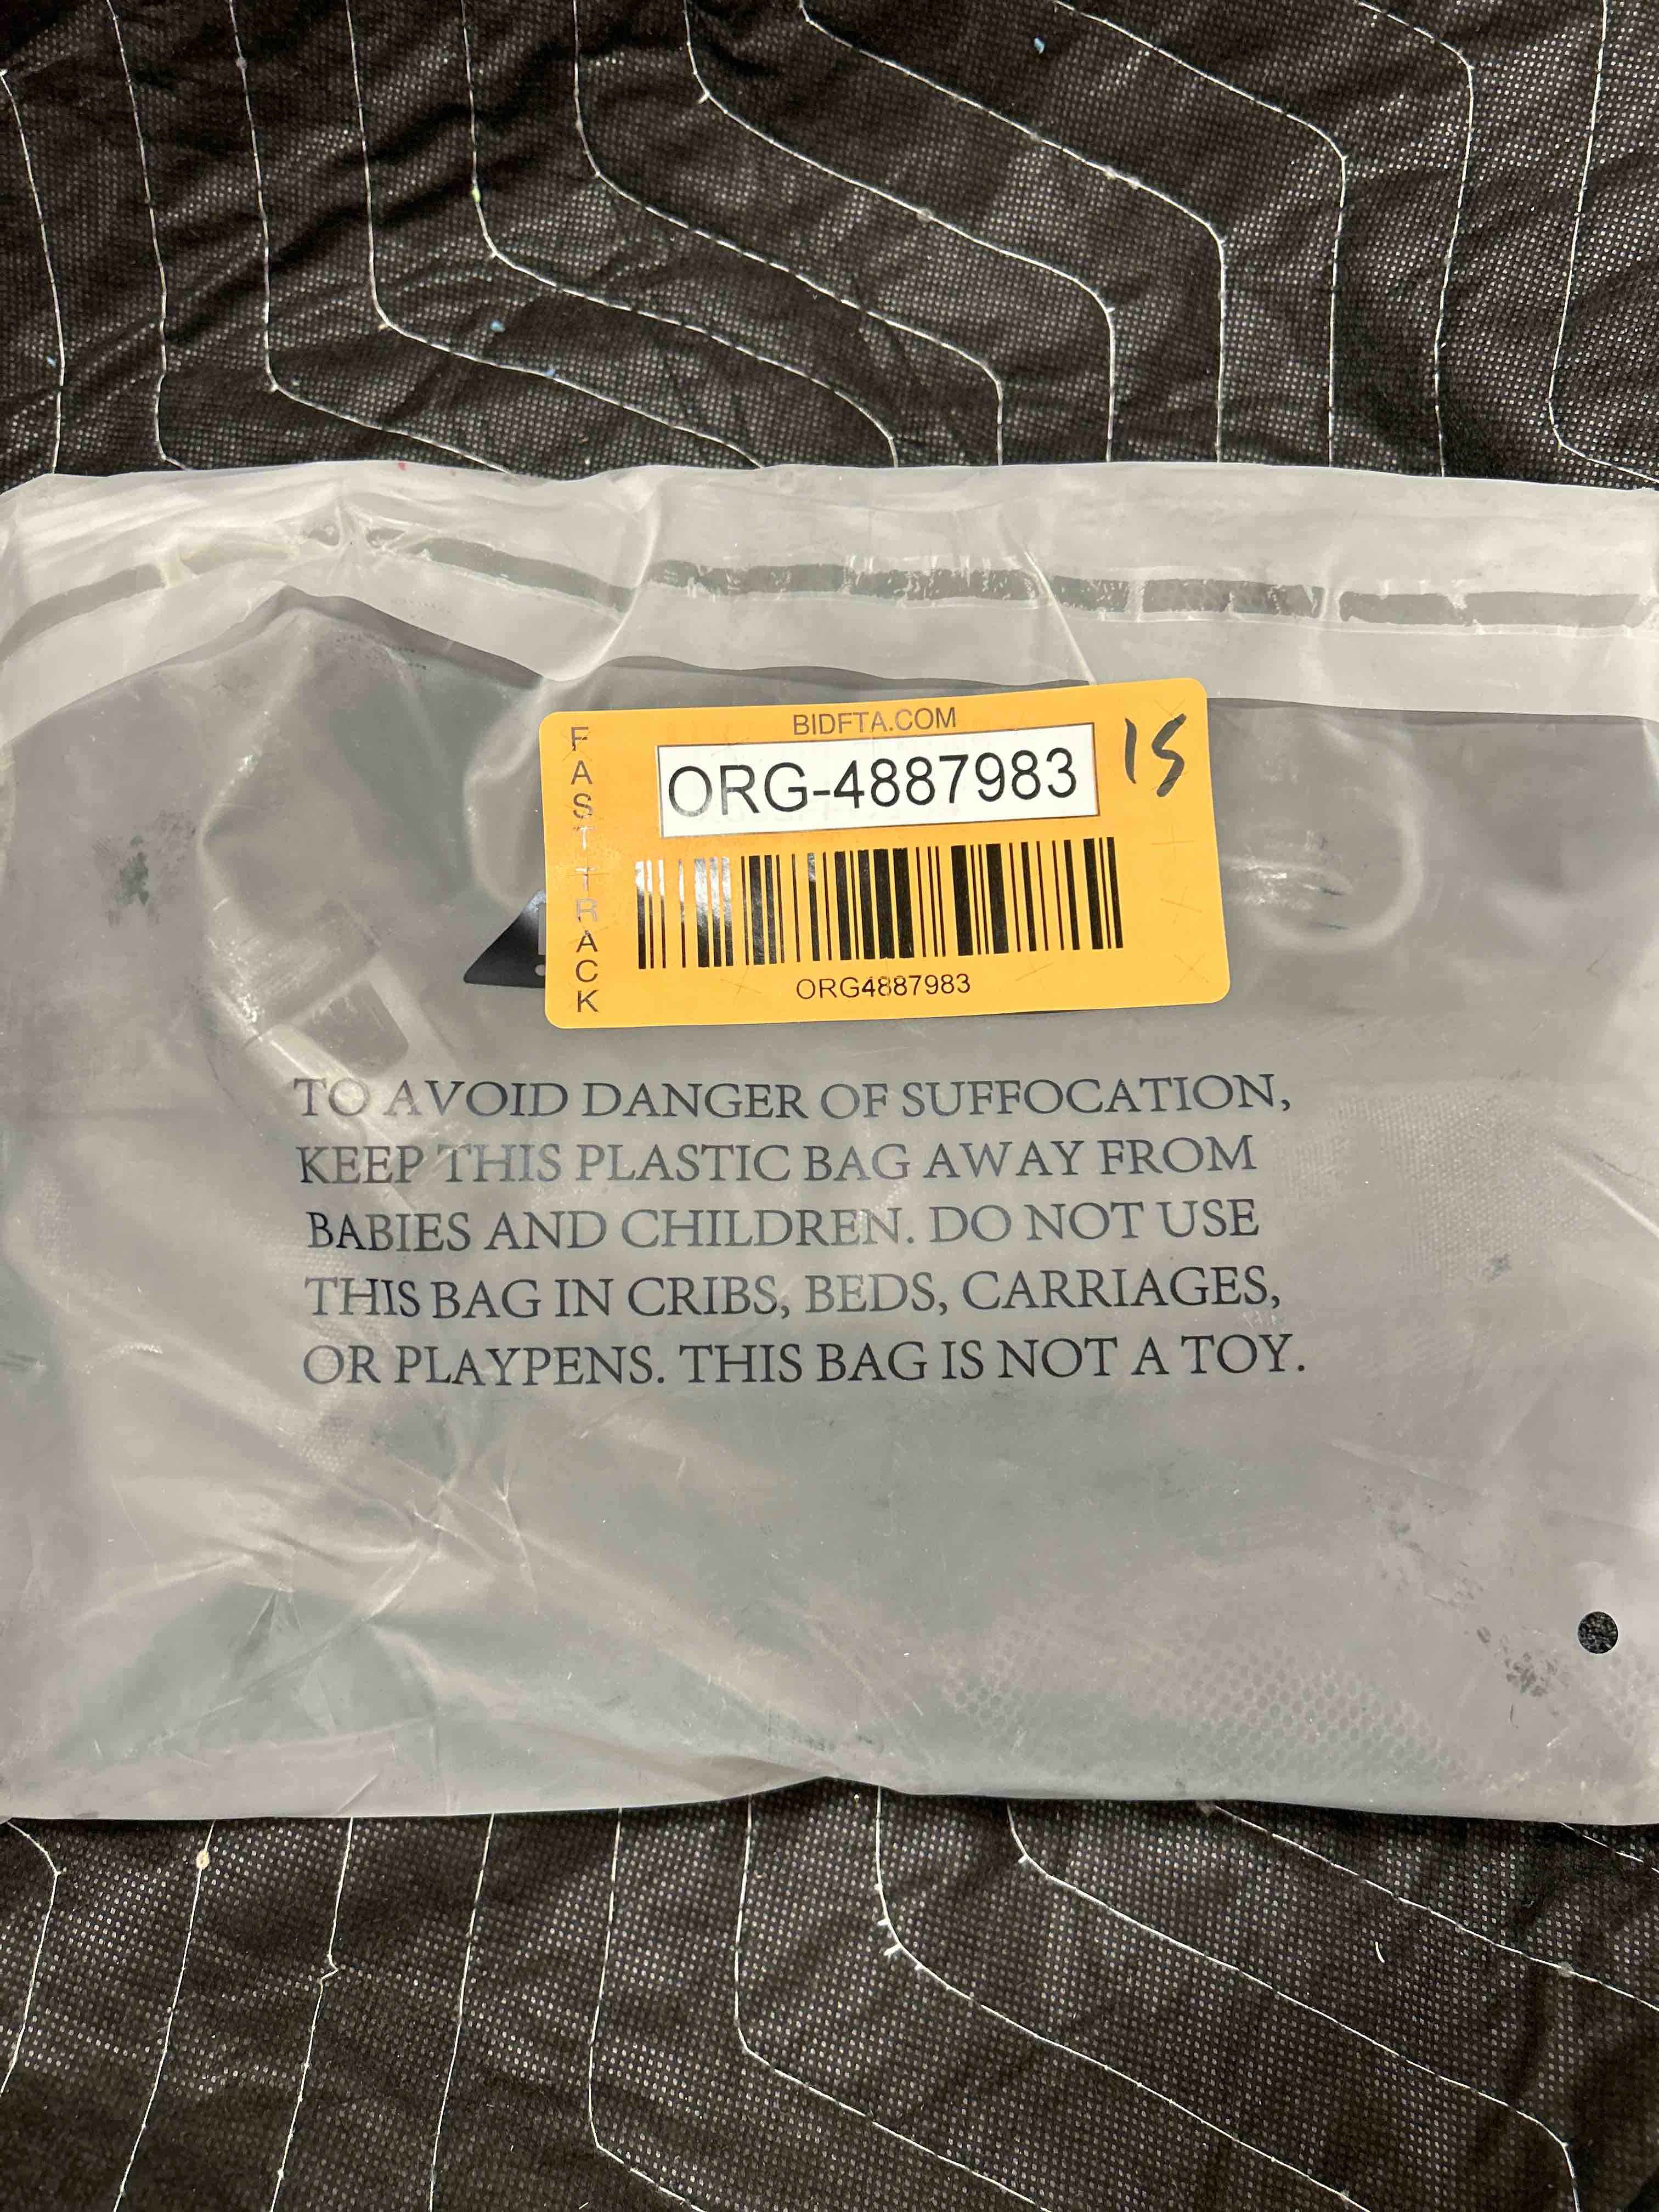 BIDFTA.COM
FAST TRACK
ORG-4887983
15
ORG4887983
TO AVOID DANGER OF SUFFOCATION,
KEEP THIS PLASTIC BAG AWAY FROM
BABIES AND CHILDREN. DO NOT USE
THIS BAG IN CRIBS, BEDS, CARRIAGES,
OR PLAYPENS. THIS BAG IS NOT A TOY.